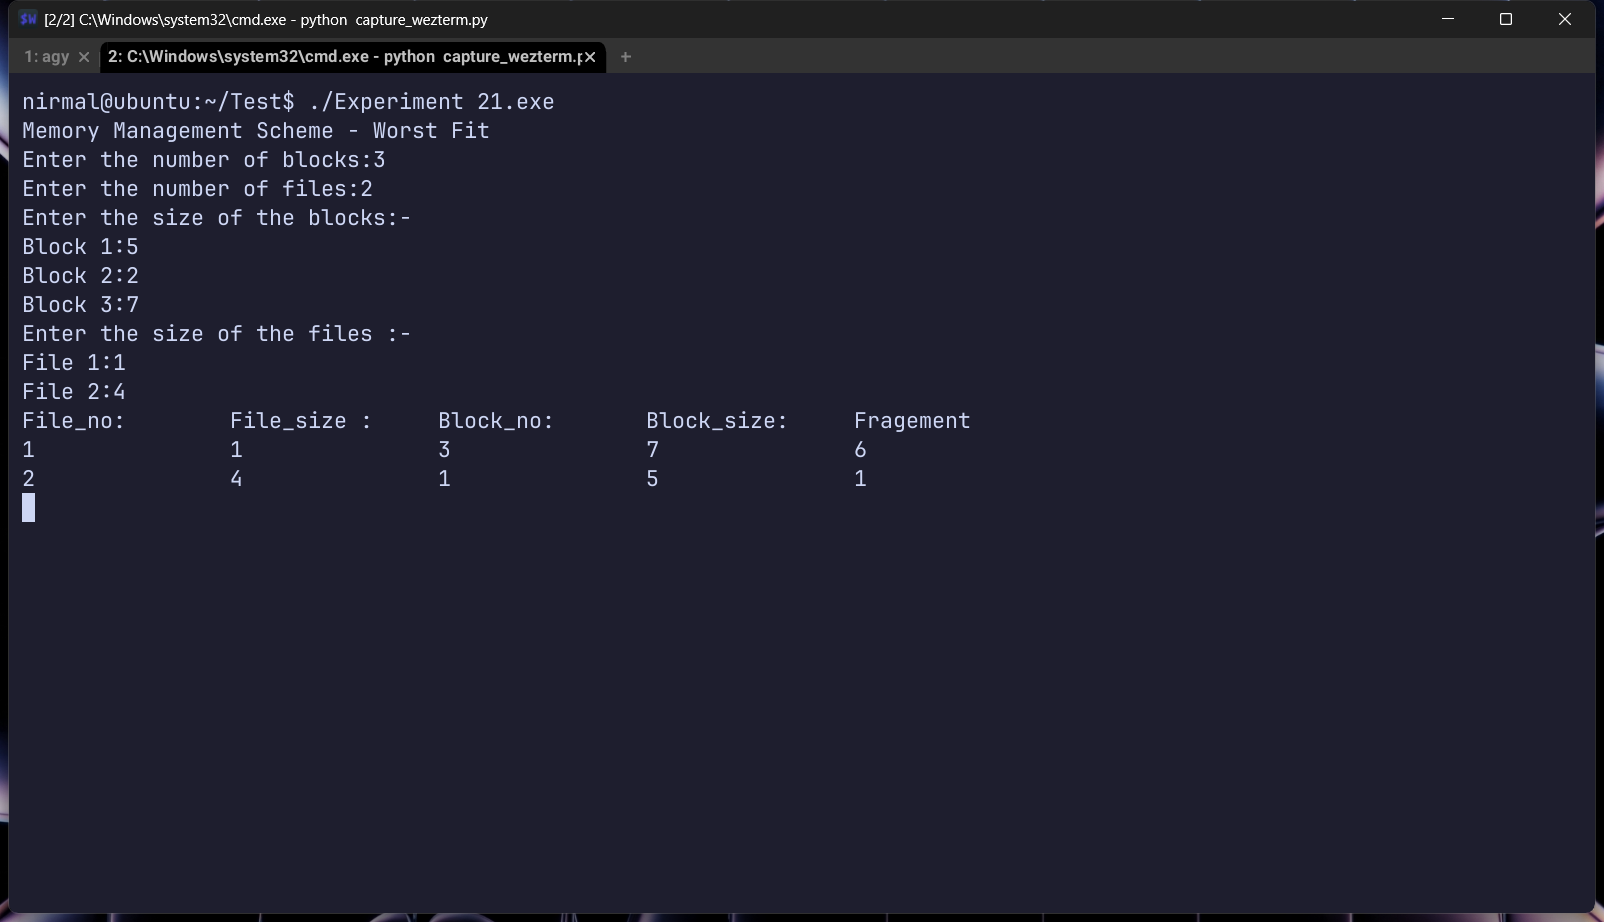 $W [2/2] C:\Windows\system32\cmd.exe - python  capture_wezterm.py
1: agy × 2: C:\Windows\system32\cmd.exe - python  capture_wezterm.p × +
nirmal@ubuntu:~/Test$ ./Experiment 21.exe
Memory Management Scheme - Worst Fit
Enter the number of blocks:3
Enter the number of files:2
Enter the size of the blocks:-
Block 1:5
Block 2:2
Block 3:7
Enter the size of the files :-
File 1:1
File 2:4
File_no:        File_size :     Block_no:       Block_size:     Fragement
1               1               3               7               6
2               4               1               5               1